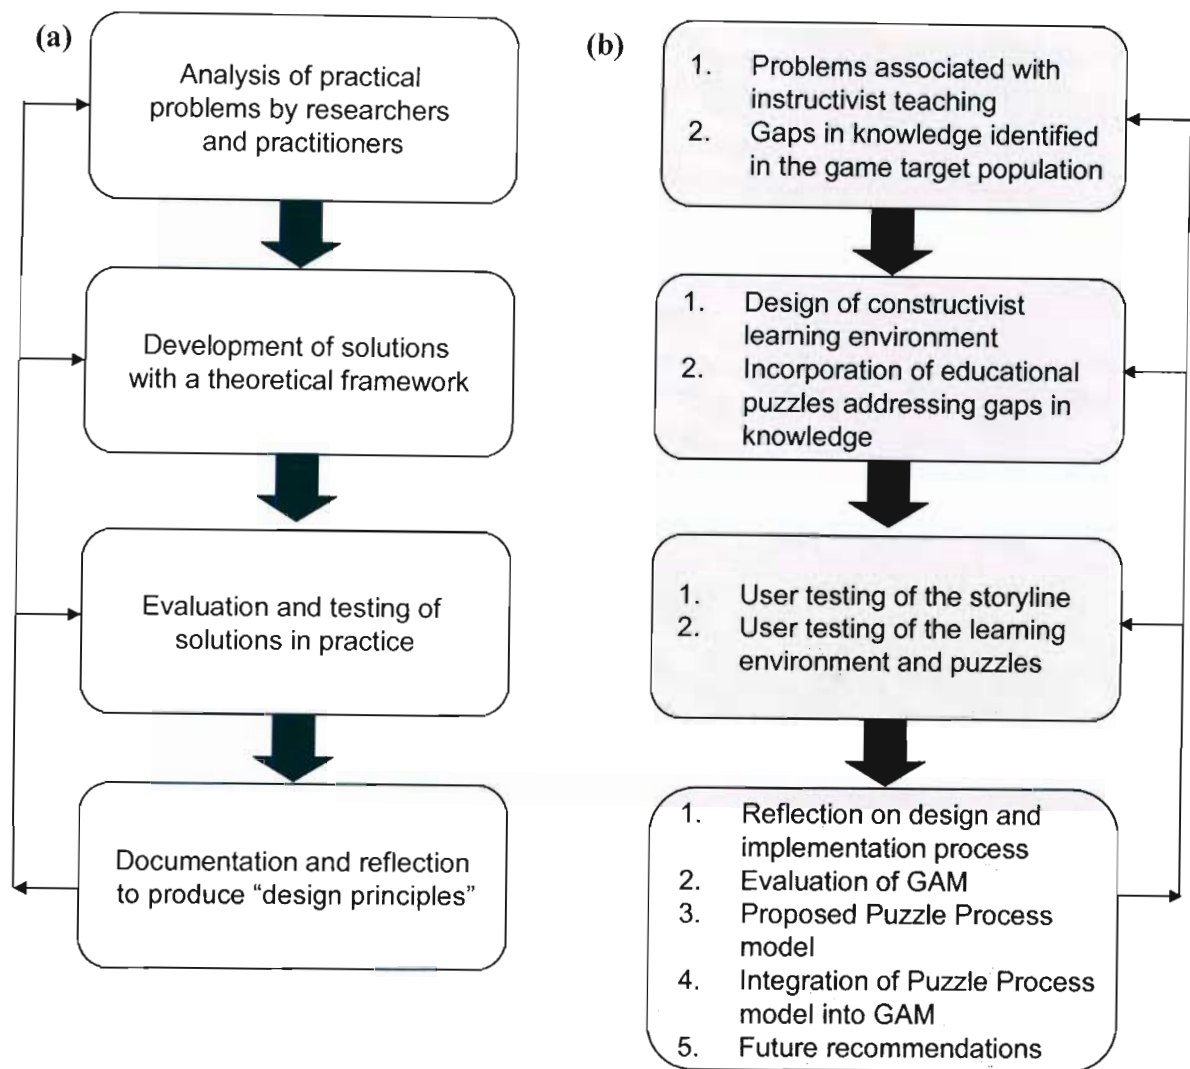 (a)
Analysis of practical
problems by researchers
and practitioners
Development of solutions
with a theoretical framework
Evaluation and testing of
solutions in practice
Documentation and reflection
to produce “design principles”
(b)
1. Problems associated with
instructivist teaching
2. Gaps in knowledge identified
in the game target population
1. Design of constructivist
learning environment
2. Incorporation of educational
puzzles addressing gaps in
knowledge
1. User testing of the storyline
2. User testing of the learning
environment and puzzles
1. Reflection on design and
implementation process
2. Evaluation of GAM
3. Proposed Puzzle Process
model
4. Integration of Puzzle Process
model into GAM
5. Future recommendations